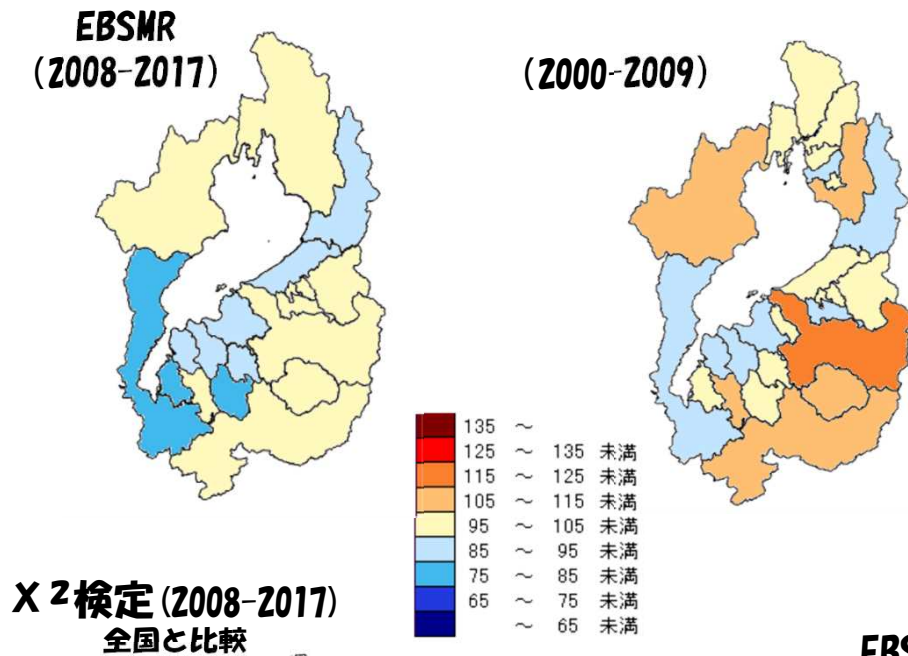 EBSMR
(2008-2017)
(2000-2009)
135 ～
125 ～ 135 未満
115 ～ 125 未満
105 ～ 115 未満
95 ～ 105 未満
85 ～ 95 未満
75 ～ 85 未満
65 ～ 75 未満
～ 65 未満
X²検定(2008-2017)
全国と比較